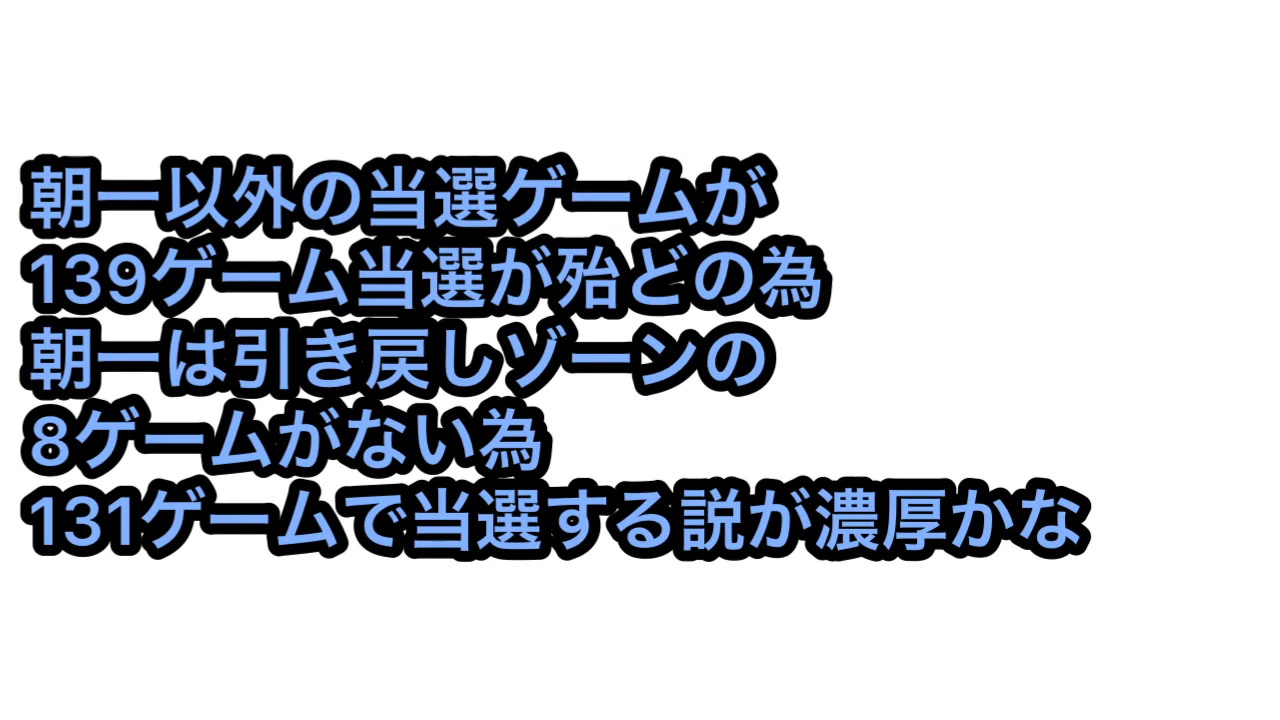 朝一以外の当選ゲームが
139ゲーム当選が殆どの為
朝一は引き戻しゾーンの
8ゲームがない為
131ゲームで当選する説が濃厚かな